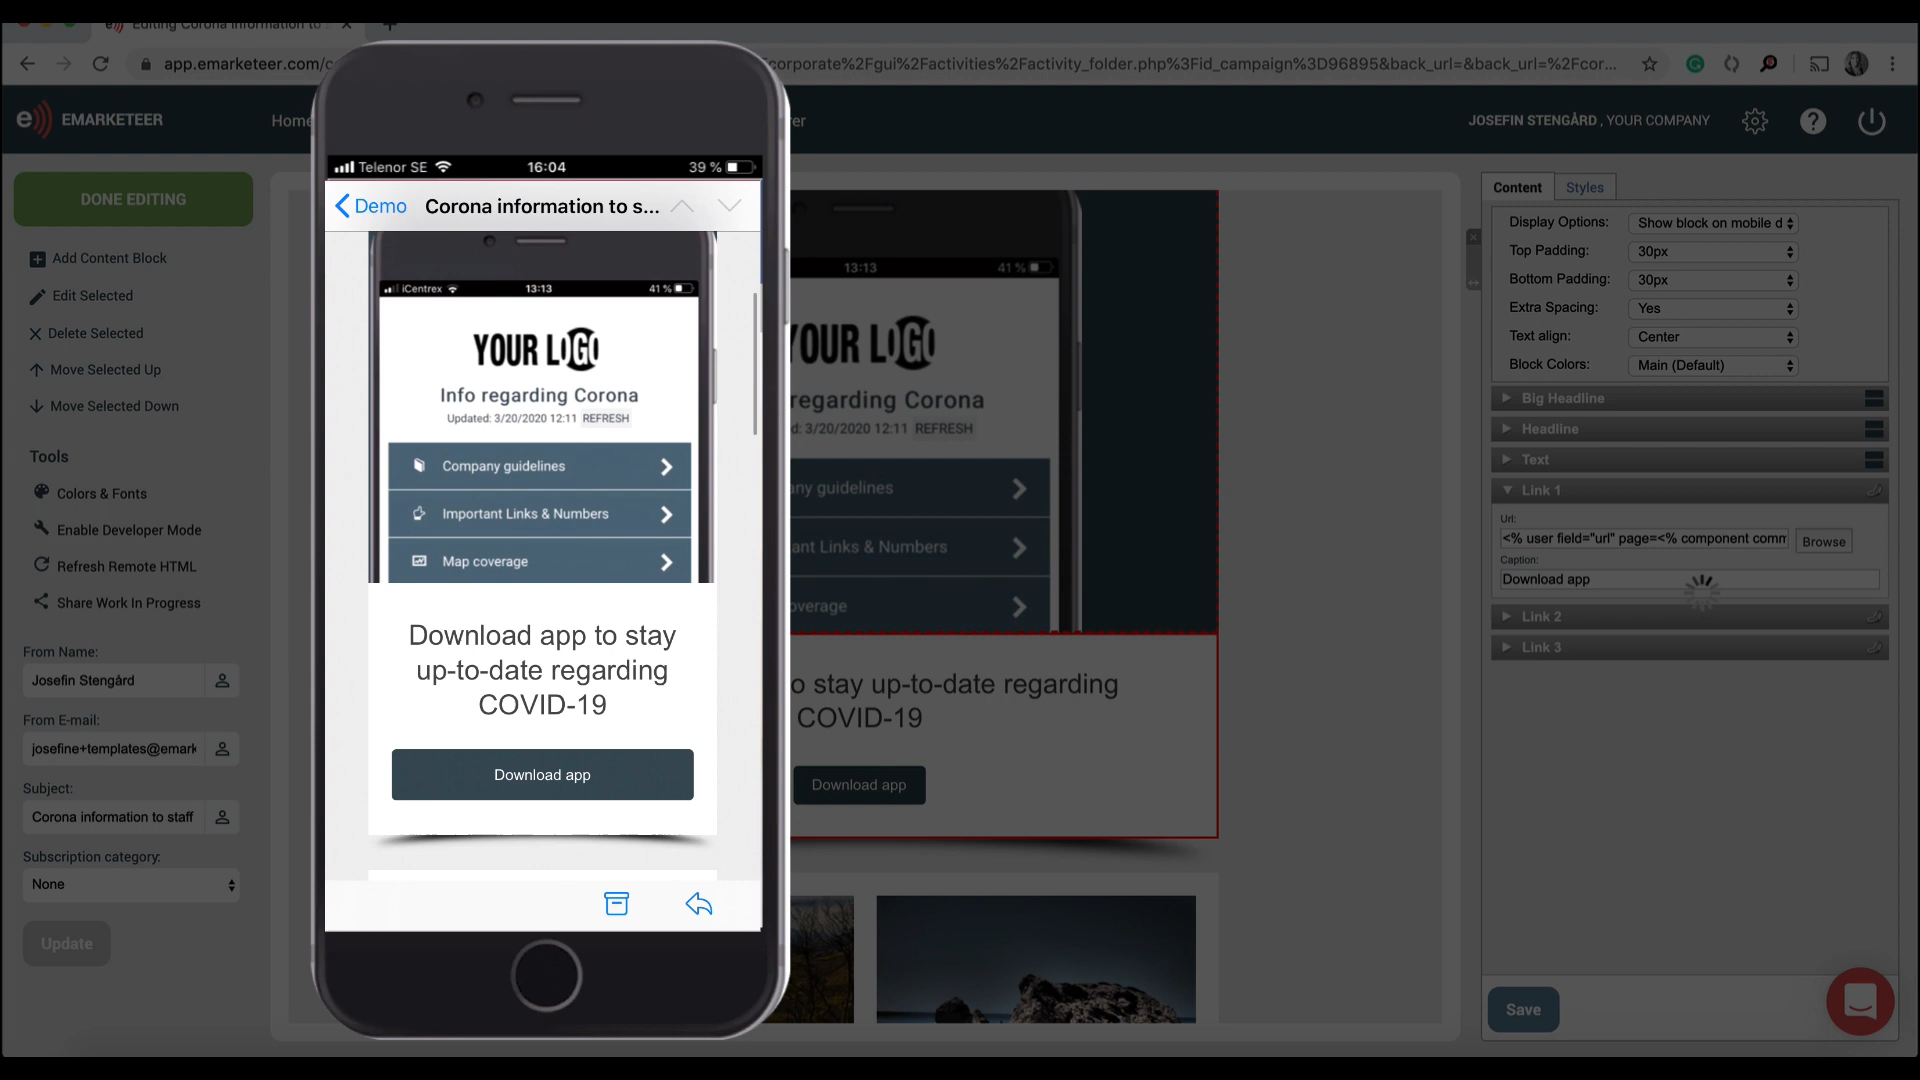 Editing Corona information to
app.emarketeer.com/c
corporate%2Fgui%2Factivities%2Factivity_folder.php%3Fid_campaign%3D96895&back_url=&back_url=%2Fcor...
e))) EMARKETEER
Home
er
JOSEFIN STENGÅRD , YOUR COMPANY
DONE EDITING
Add Content Block
Edit Selected
Delete Selected
Move Selected Up
Move Selected Down
Tools
Colors & Fonts
Enable Developer Mode
Refresh Remote HTML
Share Work In Progress
From Name:
Josefin Stengård
From E-mail:
josefine+templates@emark
Subject:
Corona information to staff
Subscription category:
None
Update
Telenor SE 16:04 39 %
Demo Corona information to s...
iCentrex 13:13 41 %
YOUR LOGO
Info regarding Corona
Updated: 3/20/2020 12:11 REFRESH
Company guidelines
Important Links & Numbers
Map coverage
Download app to stay
up-to-date regarding
COVID-19
Download app
13:13 41 %
YOUR LOGO
regarding Corona
d: 3/20/2020 12:11 REFRESH
any guidelines
ant Links & Numbers
overage
o stay up-to-date regarding
COVID-19
Download app
Content Styles
Display Options: Show block on mobile d
Top Padding: 30px
Bottom Padding: 30px
Extra Spacing: Yes
Text align: Center
Block Colors: Main (Default)
Big Headline
Headline
Text
Link 1
Url:
<% user field="url" page=<% component comm
Browse
Caption:
Download app
Link 2
Link 3
Save